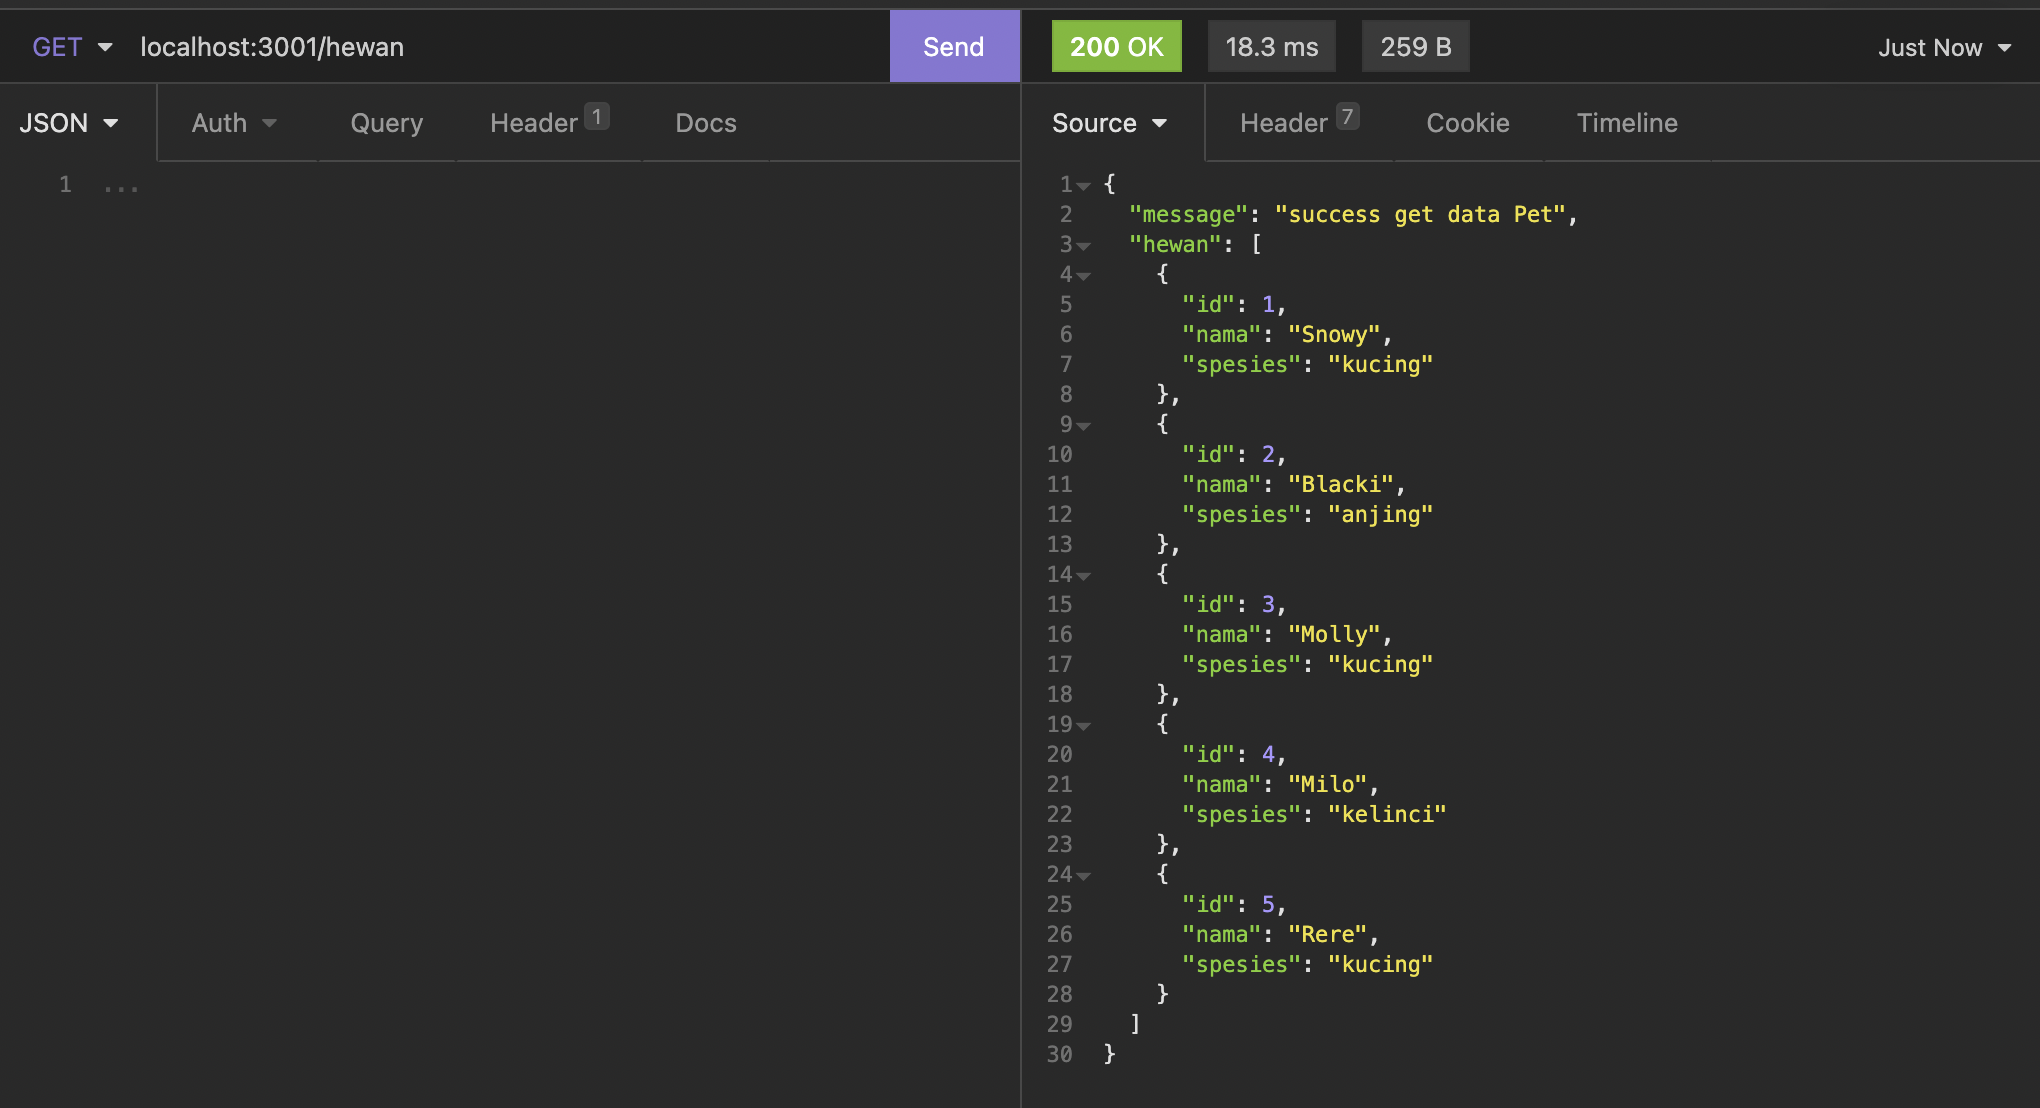 GET localhost:3001/hewan Send 200 OK 18.3 ms 259 B Just Now
JSON Auth Query Header 1 Docs
1 ...
Source Header 7 Cookie Timeline
1 {
2 "message": "success get data Pet",
3 "hewan": [
4 {
5 "id": 1,
6 "nama": "Snowy",
7 "spesies": "kucing"
8 },
9 {
10 "id": 2,
11 "nama": "Blacki",
12 "spesies": "anjing"
13 },
14 {
15 "id": 3,
16 "nama": "Molly",
17 "spesies": "kucing"
18 },
19 {
20 "id": 4,
21 "nama": "Milo",
22 "spesies": "kelinci"
23 },
24 {
25 "id": 5,
26 "nama": "Rere",
27 "spesies": "kucing"
28 }
29 ]
30 }